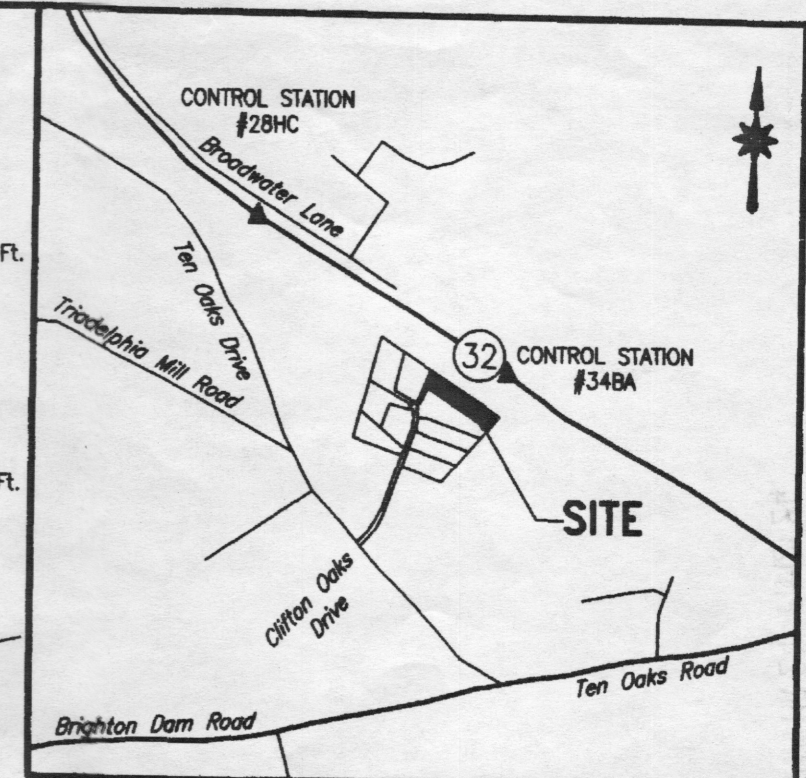 CONTROL STATION
#28HC
Broadwater Lane
Ft.
Ten Oaks Drive
Triadelphia Mill Road
32
CONTROL STATION
#34BA
Ft.
SITE
Clifton Oaks
Drive
Ten Oaks Road
Brighton Dam Road